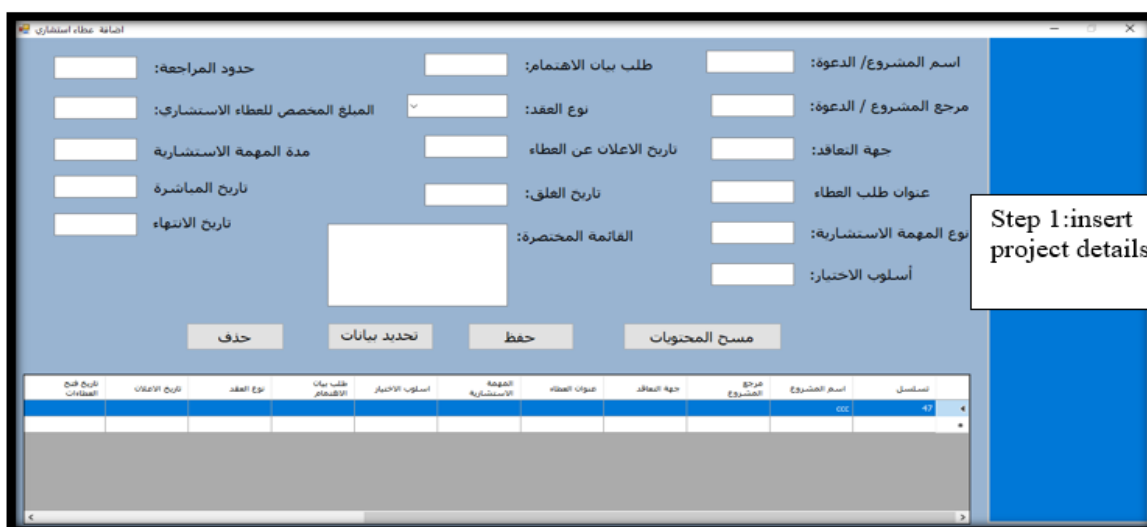 اضافة عطاء استشاري
اسم المشروع/ الدعوة:
طلب بيان الاهتمام:
حدود المراجعة:
مرجع المشروع / الدعوة:
نوع العقد:
المبلغ المخصص للعطاء الاستشاري:
جهة التعاقد:
تاريخ الاعلان عن العطاء
مدة المهمة الاستشارية
عنوان طلب العطاء
تاريخ الغلق:
تاريخ المباشرة
نوع المهمة الاستشارية:
القائمة المختصرة:
تاريخ الانتهاء
أسلوب الاختيار:
Step 1:insert
project details
مسح المحتويات
حفظ
تحديد بيانات
حذف
تسلسل
اسم المشروع
مرجع
المشروع
جهة التعاقد
عنوان العطاء
المهمة
الاستشارية
اسلوب الاختيار
طلب بيان
الاهتمام
نوع العقد
تاريخ الاعلان
تاريخ فتح
العطاءات
47
ccc